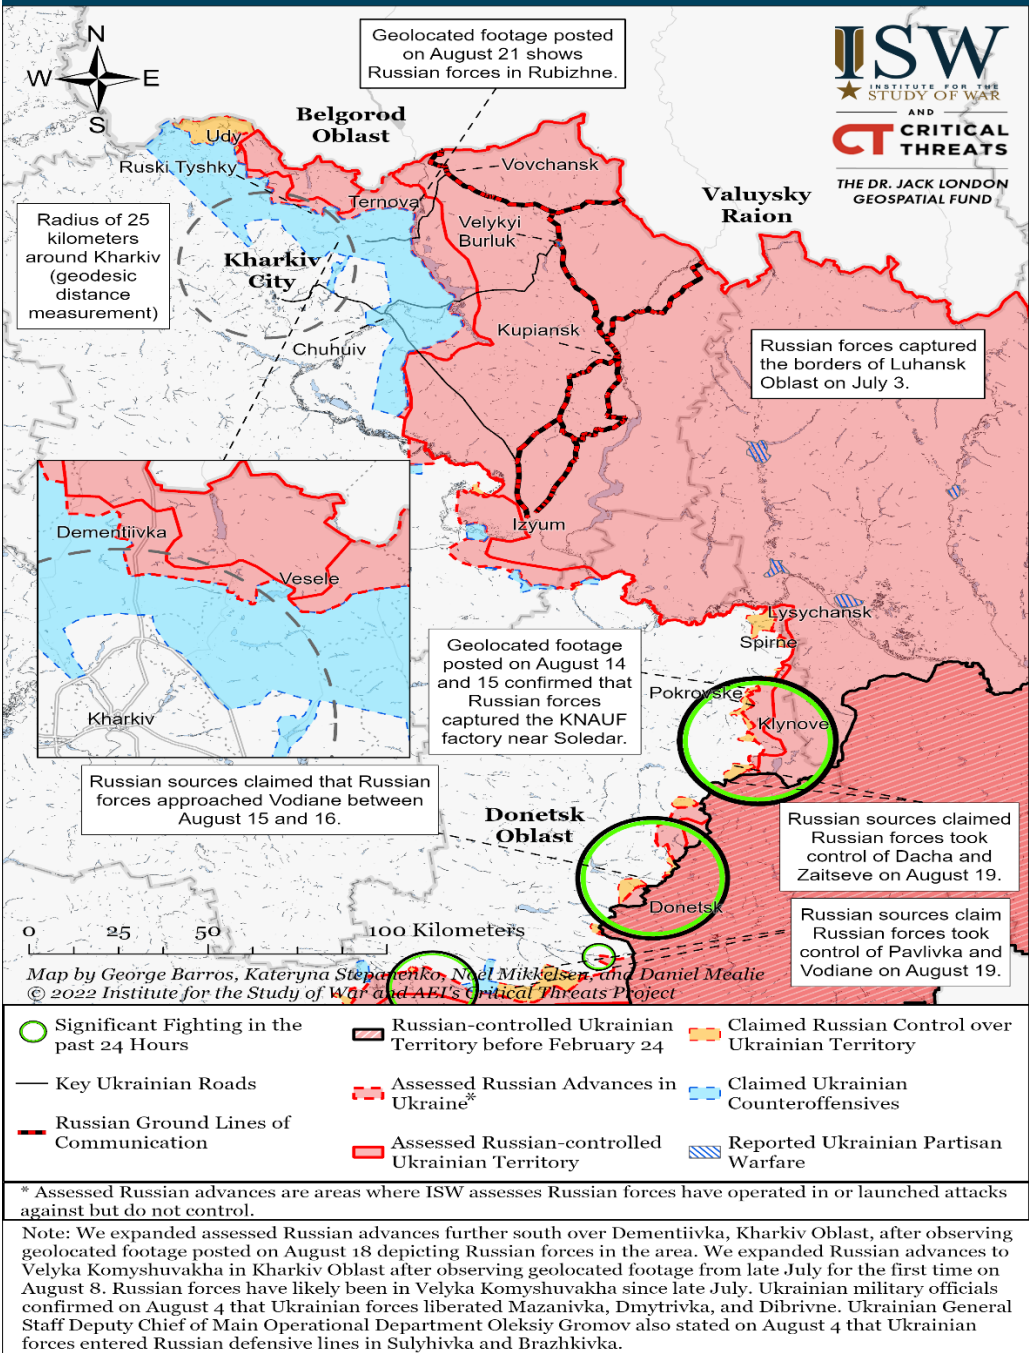 Geolocated footage posted
on August 21 shows
Russian forces in Rubizhne.
ISW
INSTITUTE FOR THE
STUDY OF WAR
AND
CT CRITICAL
THREATS
THE DR. JACK LONDON
GEOSPATIAL FUND
N
W E
S
Belgorod
Oblast
Udy
Ruski Tyshky
Ternova
Vovchansk
Velykyi
Burluk
Valuysky
Raion
Radius of 25
kilometers
around Kharkiv
(geodesic
distance
measurement)
Kharkiv
City
Chuhuiv
Kupiansk
Russian forces captured
the borders of Luhansk
Oblast on July 3.
Izyum
Dementiivka
Vesele
Kharkiv
Lysychansk
Spirne
Geolocated footage
posted on August 14
and 15 confirmed that
Russian forces
captured the KNAUF
factory near Soledar.
Pokrovske
Klynove
Russian sources claimed that Russian
forces approached Vodiane between
August 15 and 16.
Donetsk
Oblast
Donetsk
Russian sources claimed
Russian forces took
control of Dacha and
Zaitseve on August 19.
Russian sources claim
Russian forces took
control of Pavlivka and
Vodiane on August 19.
0 25 50 100 Kilometers
Map by George Barros, Kateryna Stepanenko, Noel Mikkelsen, and Daniel Mealie
© 2022 Institute for the Study of War and AEI's Critical Threats Project
Significant Fighting in the
past 24 Hours
Key Ukrainian Roads
Russian Ground Lines of
Communication
Russian-controlled Ukrainian
Territory before February 24
Assessed Russian Advances in
Ukraine*
Assessed Russian-controlled
Ukrainian Territory
Claimed Russian Control over
Ukrainian Territory
Claimed Ukrainian
Counteroffensives
Reported Ukrainian Partisan
Warfare
* Assessed Russian advances are areas where ISW assesses Russian forces have operated in or launched attacks
against but do not control.
Note: We expanded assessed Russian advances further south over Dementiivka, Kharkiv Oblast, after observing
geolocated footage posted on August 18 depicting Russian forces in the area. We expanded Russian advances to
Velyka Komyshuvakha in Kharkiv Oblast after observing geolocated footage from late July for the first time on
August 8. Russian forces have likely been in Velyka Komyshuvakha since late July. Ukrainian military officials
confirmed on August 4 that Ukrainian forces liberated Mazanivka, Dmytrivka, and Dibrivne. Ukrainian General
Staff Deputy Chief of Main Operational Department Oleksiy Gromov also stated on August 4 that Ukrainian
forces entered Russian defensive lines in Sulyhivka and Brazhkivka.